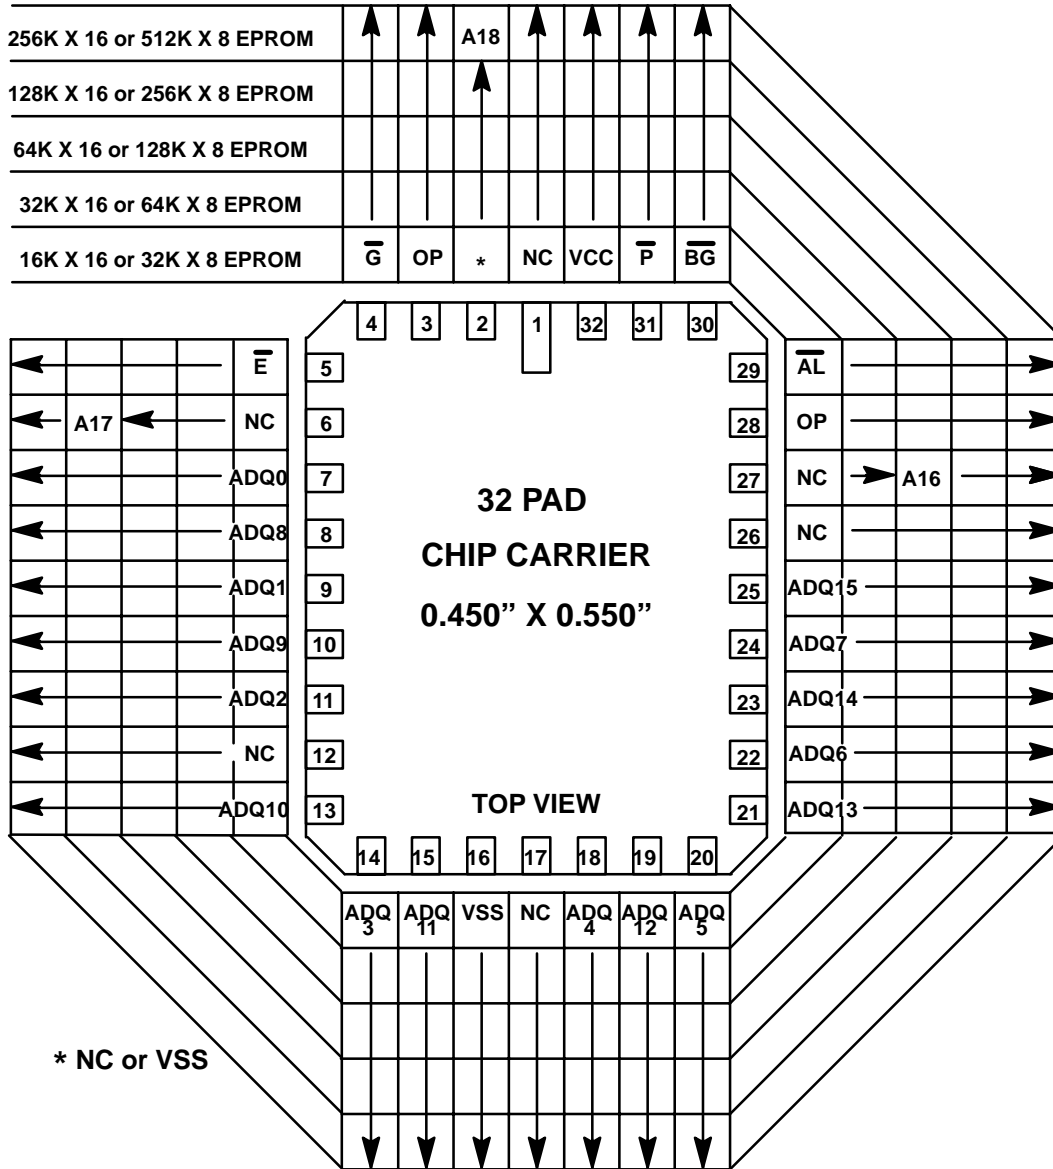 256K X 16 or 512K X 8 EPROM A18
128K X 16 or 256K X 8 EPROM
64K X 16 or 128K X 8 EPROM
32K X 16 or 64K X 8 EPROM
16K X 16 or 32K X 8 EPROM G̅ OP * NC VCC P̅ B̅G̅
4 3 2 1 32 31 30
E̅ 5 29 A̅L̅
A17 NC 6 28 OP
ADQ0 7 27 NC A16
ADQ8 8 26 NC
ADQ1 9 25 ADQ15
ADQ9 10 24 ADQ7
ADQ2 11 23 ADQ14
NC 12 22 ADQ6
ADQ10 13 21 ADQ13
32 PAD
CHIP CARRIER
0.450” X 0.550”
TOP VIEW
14 15 16 17 18 19 20
ADQ ADQ VSS NC ADQ ADQ ADQ
3 11 4 12 5
* NC or VSS